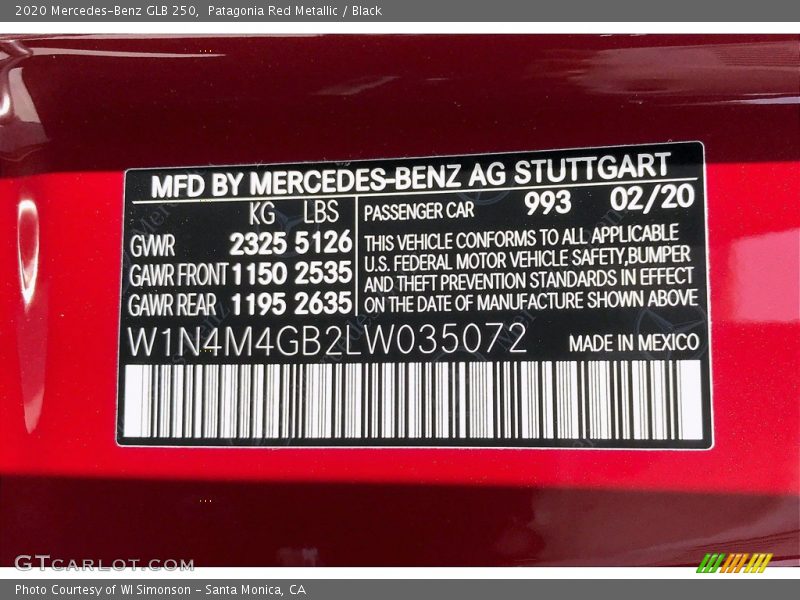 2020 Mercedes-Benz GLB 250, Patagonia Red Metallic / Black
MFD BY MERCEDES-BENZ AG STUTTGART
KG LBS
GVWR 2325 5126
GAWR FRONT 1150 2535
GAWR REAR 1195 2635
PASSENGER CAR 993 02/20
THIS VEHICLE CONFORMS TO ALL APPLICABLE
U.S. FEDERAL MOTOR VEHICLE SAFETY,BUMPER
AND THEFT PREVENTION STANDARDS IN EFFECT
ON THE DATE OF MANUFACTURE SHOWN ABOVE
W1N4M4GB2LW035072 MADE IN MEXICO
GTCARLOT.COM
Photo Courtesy of WI Simonson - Santa Monica, CA